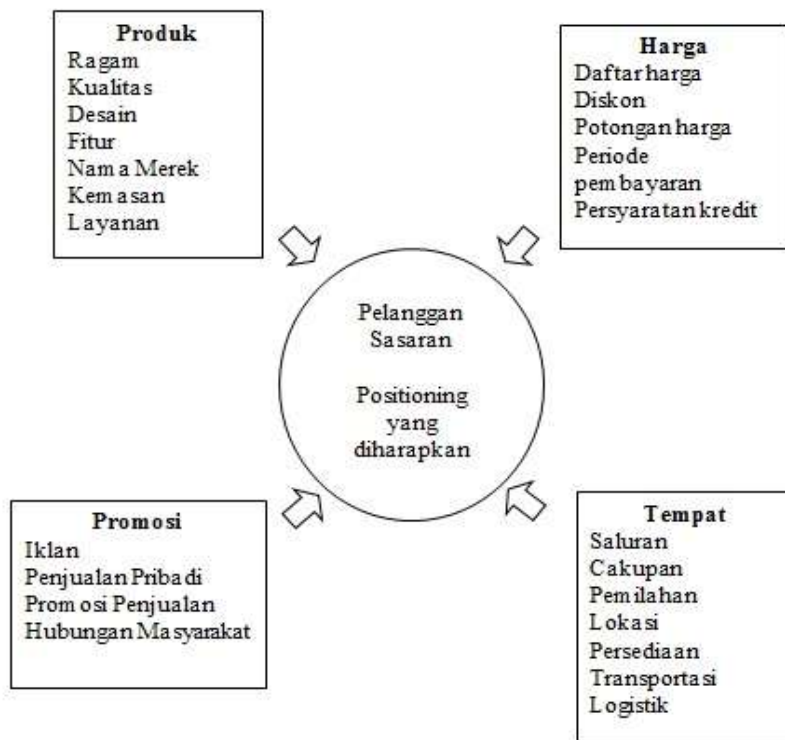 Produk
Ragam
Kualitas
Desain
Fitur
Nama Merek
Kemasan
Layanan
Harga
Daftar harga
Diskon
Potongan harga
Periode
pembayaran
Persyaratan kredit
Pelanggan
Sasaran
Positioning
yang
diharapkan
Promosi
Iklan
Penjualan Pribadi
Promosi Penjualan
Hubungan Masyarakat
Tempat
Saluran
Cakupan
Pemilahan
Lokasi
Persediaan
Transportasi
Logistik